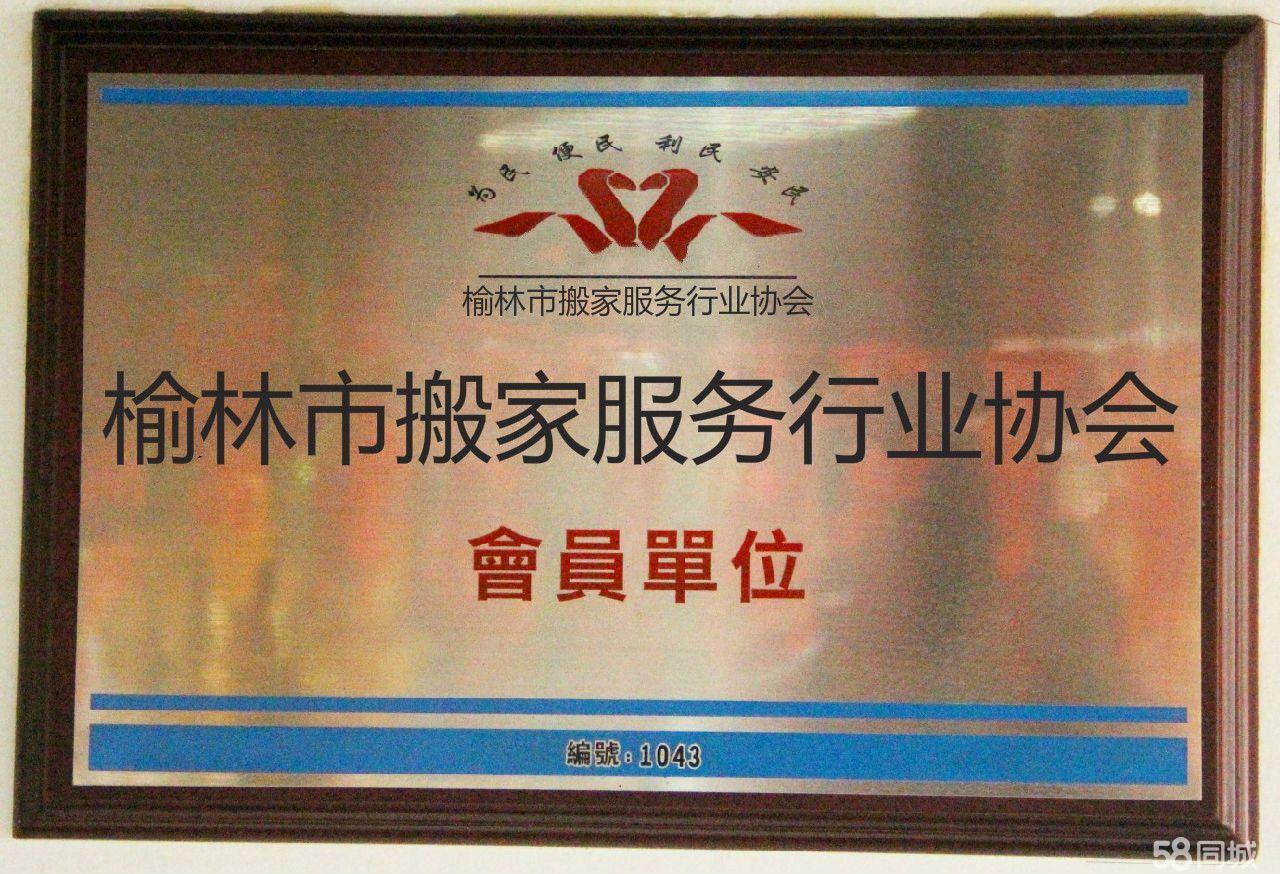 为民 便民 利民 安民
榆林市搬家服务行业协会
榆林市搬家服务行业协会
會員單位
編號:1043
58同城